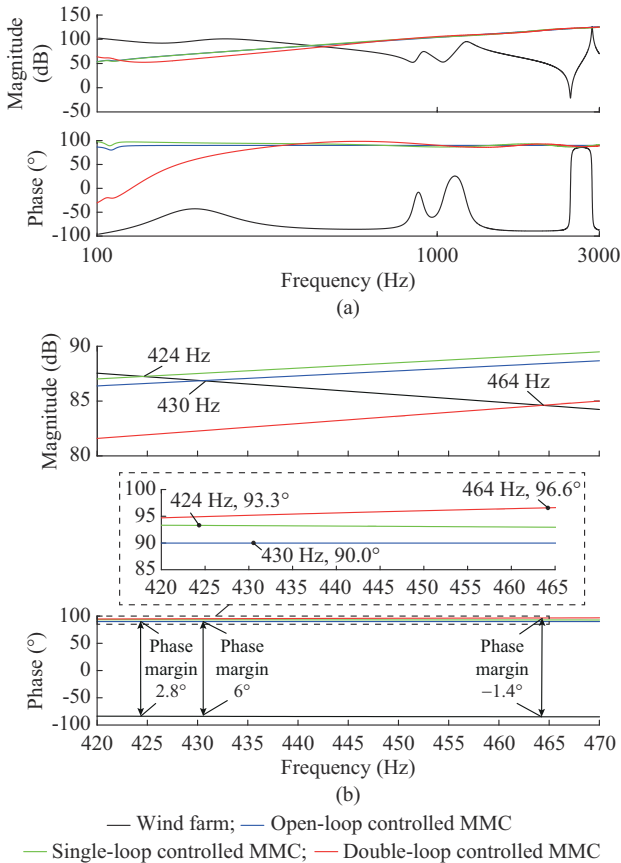 150
100
50
0
-50
Magnitude
(dB)
100
50
0
-50
-100
Phase (°)
100
1000
3000
Frequency (Hz)
(a)
90
85
80
Magnitude (dB)
424 Hz
430 Hz
464 Hz
100
95
90
85
424 Hz, 93.3°
464 Hz, 96.6°
430 Hz, 90.0°
420 425 430 435 440 445 450 455 460 465
100
50
0
-50
-100
Phase (°)
Phase
margin
2.8°
Phase
margin
6°
Phase
margin
−1.4°
420 425 430 435 440 445 450 455 460 465 470
Frequency (Hz)
(b)
Wind farm; Open-loop controlled MMC
Single-loop controlled MMC; Double-loop controlled MMC